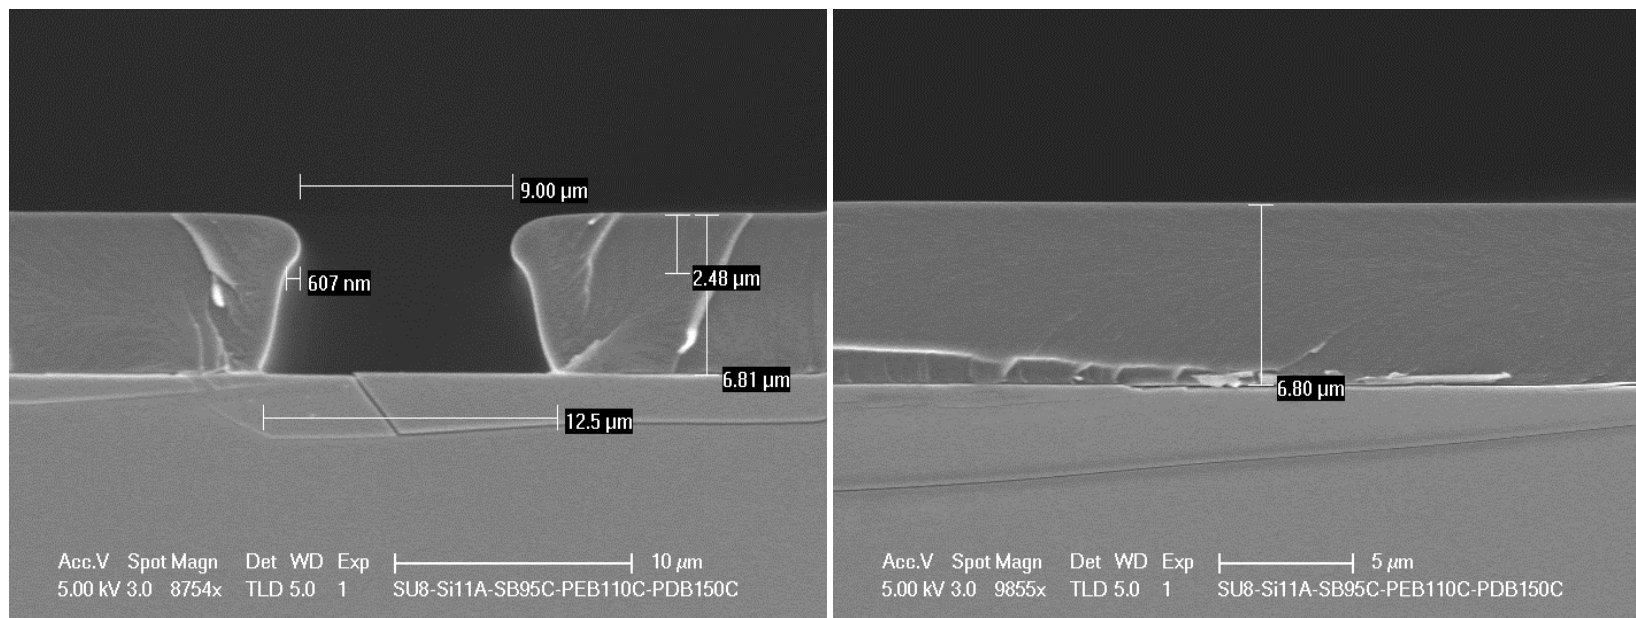 9.00 µm
607 nm
2.48 µm
6.81 µm
12.5 µm
Acc.V Spot Magn Det WD Exp 10 µm
5.00 kV 3.0 8754x TLD 5.0 1 SU8-Si11A-SB95C-PEB110C-PDB150C
6.80 µm
Acc.V Spot Magn Det WD Exp 5 µm
5.00 kV 3.0 9855x TLD 5.0 1 SU8-Si11A-SB95C-PEB110C-PDB150C